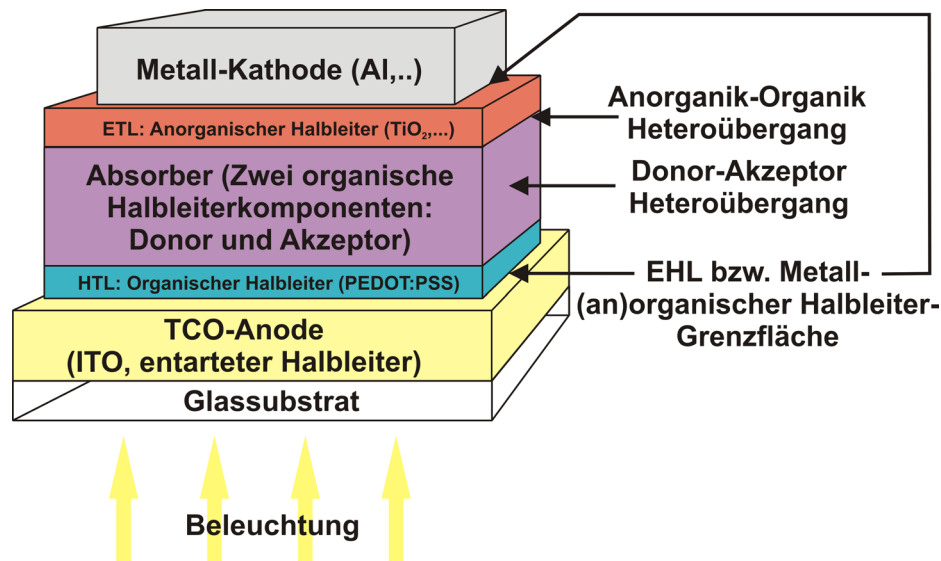 Metall-Kathode (Al,..)
ETL: Anorganischer Halbleiter (TiO₂,...)
Absorber (Zwei organische
Halbleiterkomponenten:
Donor und Akzeptor)
HTL: Organischer Halbleiter (PEDOT:PSS)
TCO-Anode
(ITO, entarteter Halbleiter)
Glassubstrat
Beleuchtung
Anorganik-Organik
Heteroübergang
Donor-Akzeptor
Heteroübergang
EHL bzw. Metall-
(an)organischer Halbleiter-
Grenzfläche